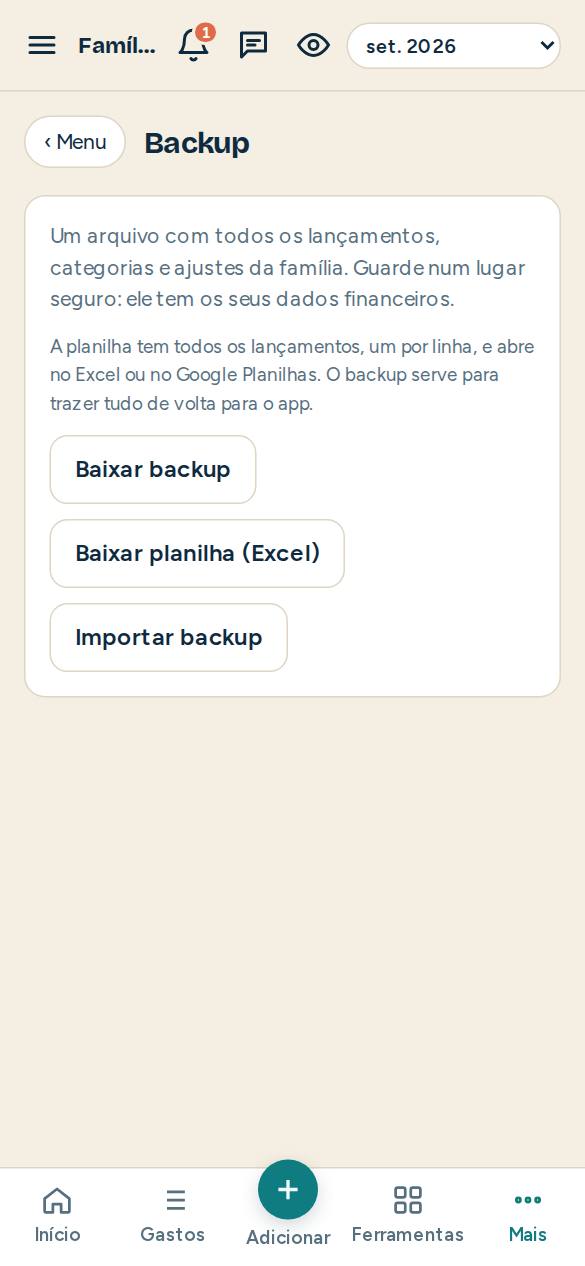 Famíl...
1
set. 2026
‹ Menu
Backup
Um arquivo com todos os lançamentos,
categorias e ajustes da família. Guarde num lugar
seguro: ele tem os seus dados financeiros.
A planilha tem todos os lançamentos, um por linha, e abre
no Excel ou no Google Planilhas. O backup serve para
trazer tudo de volta para o app.
Baixar backup
Baixar planilha (Excel)
Importar backup
Início
Gastos
Adicionar
Ferramentas
Mais